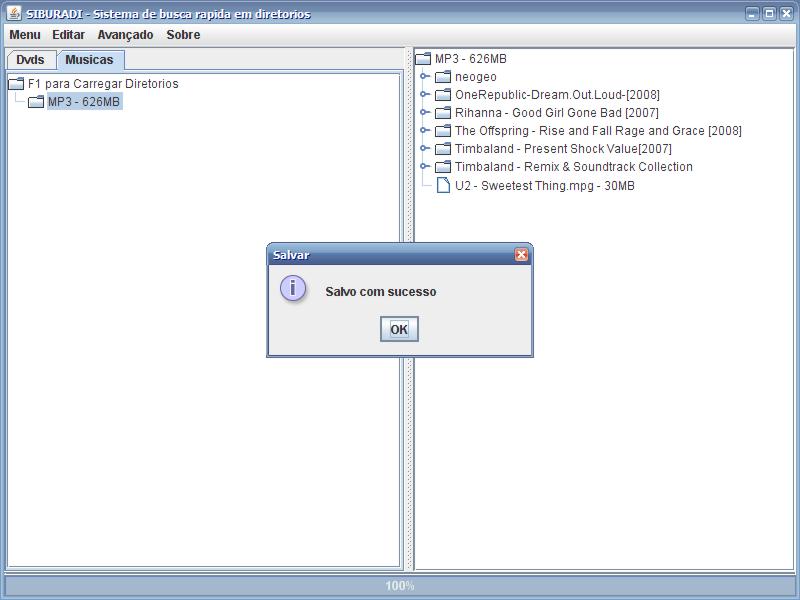 SIBURADI - Sistema de busca rapida em diretorios
Menu Editar Avançado Sobre
Dvds Musicas
F1 para Carregar Diretorios
MP3 - 626MB
MP3 - 626MB
neogeo
OneRepublic-Dream.Out.Loud-[2008]
Rihanna - Good Girl Gone Bad [2007]
The Offspring - Rise and Fall Rage and Grace [2008]
Timbaland - Present Shock Value[2007]
Timbaland - Remix & Soundtrack Collection
U2 - Sweetest Thing.mpg - 30MB
Salvar
Salvo com sucesso
OK
100%